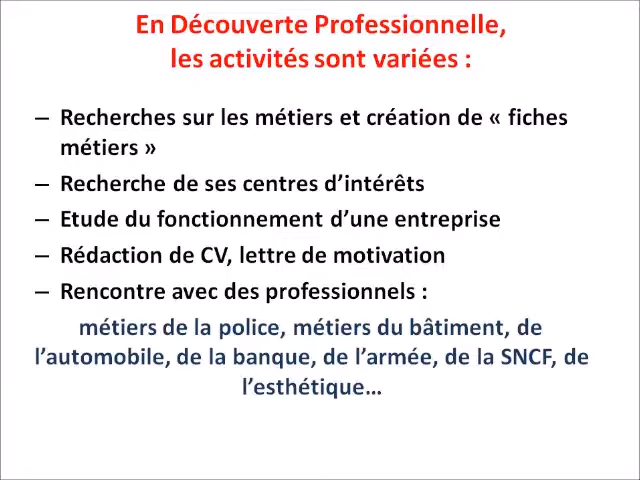 En Découverte Professionnelle,
les activités sont variées :
– Recherches sur les métiers et création de « fiches
métiers »
– Recherche de ses centres d’intérêts
– Etude du fonctionnement d’une entreprise
– Rédaction de CV, lettre de motivation
– Rencontre avec des professionnels :
métiers de la police, métiers du bâtiment, de
l’automobile, de la banque, de l’armée, de la SNCF, de
l’esthétique…